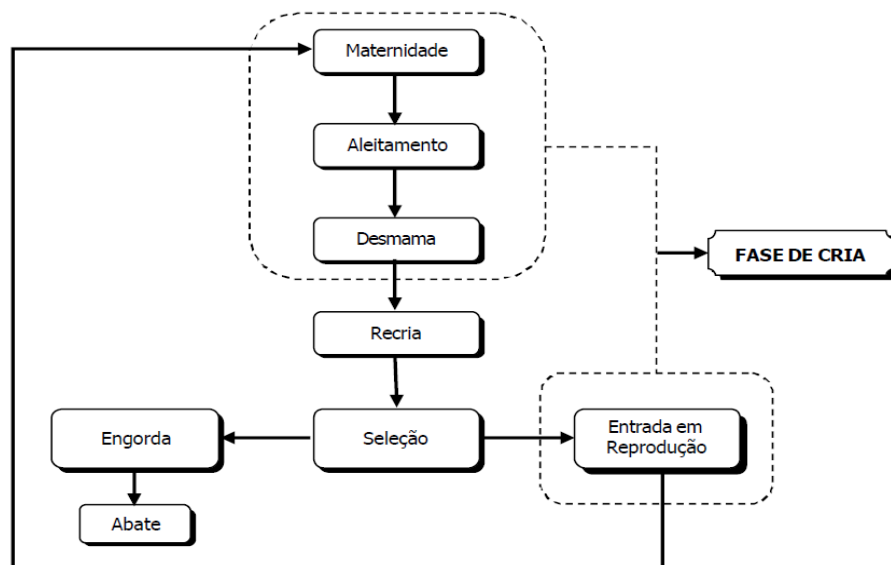 Maternidade
Aleitamento
Desmama
FASE DE CRIA
Recria
Engorda
Seleção
Entrada em
Reprodução
Abate